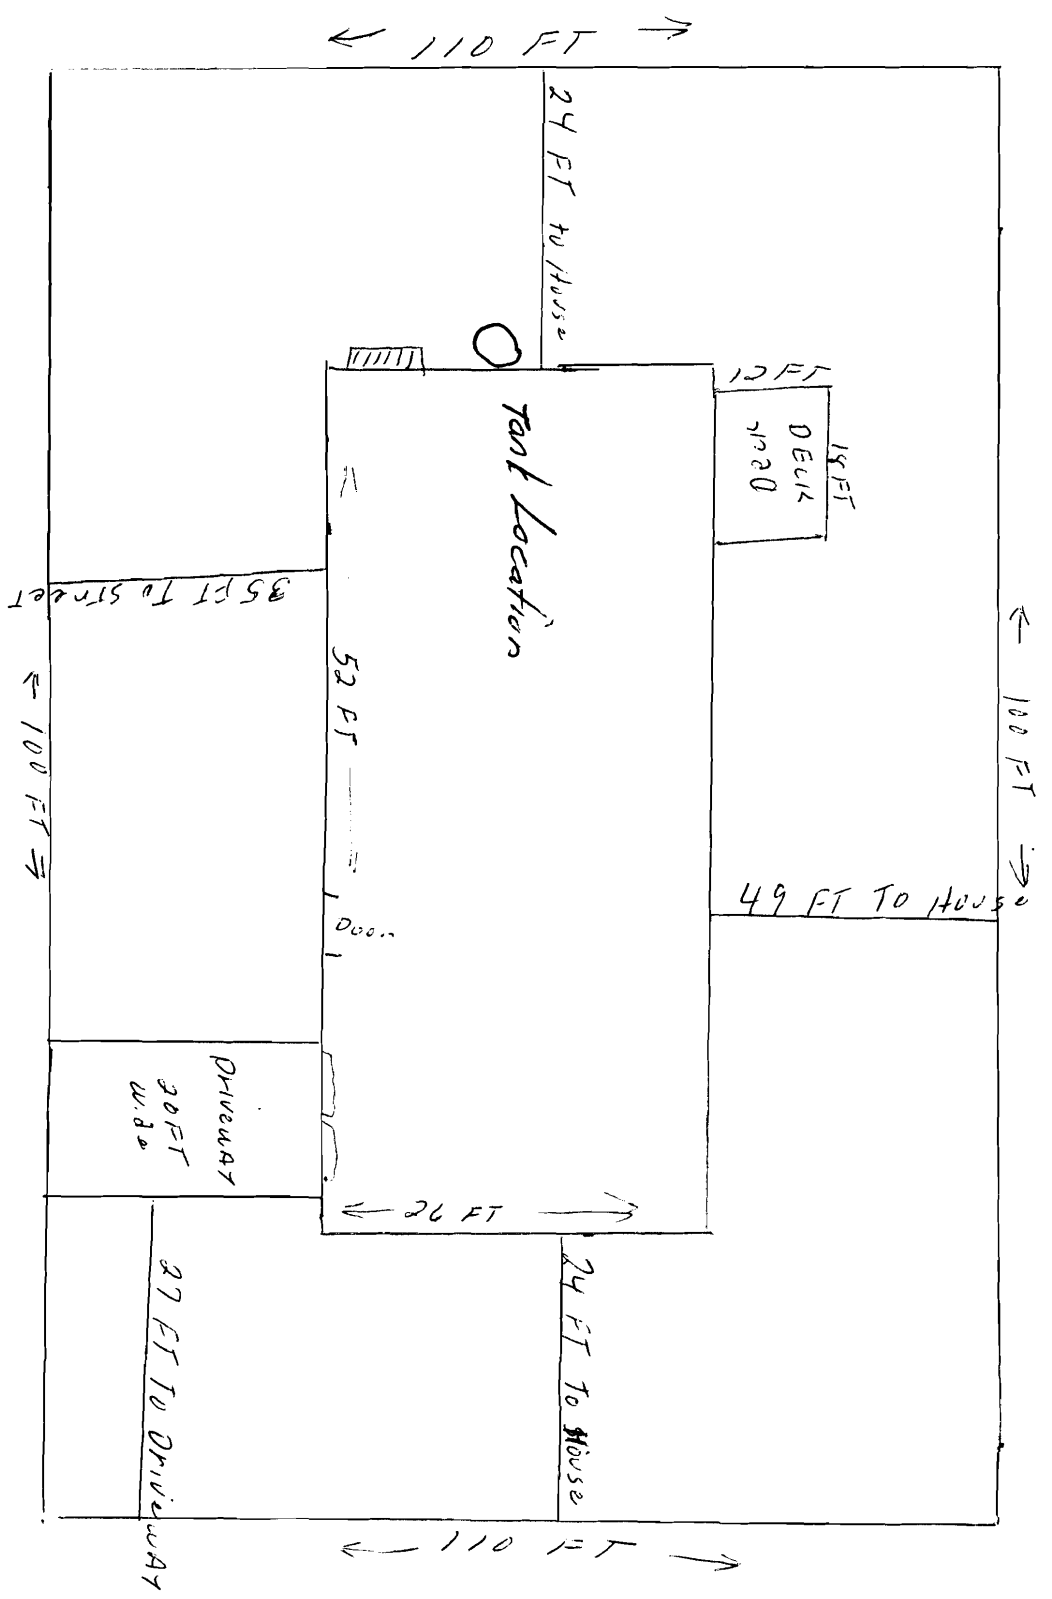 110 FT
24 FT to House
12 FT
DECK
18 FT
Tank Location
35 FT To STreeT
52 FT
100 FT
100 FT
49 FT TO House
Door
DRIVEWAY
20 FT
Wide
26 FT
27 FT To DRIVEWAY
24 FT To House
110 FT